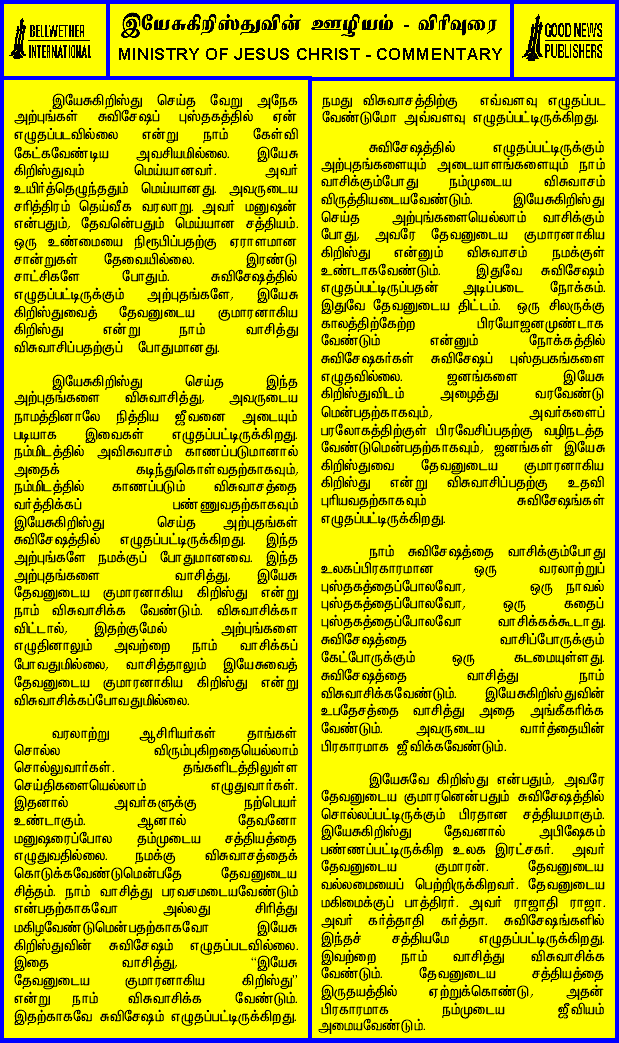 BELLWETHER
INTERNATIONAL
இயேசுகிறிஸ்துவின் ஊழியம் - விரிவுரை
MINISTRY OF JESUS CHRIST - COMMENTARY
GOOD NEWS
PUBLISHERS
இயேசுகிறிஸ்து செய்த வேறு அநேக
அற்புங்கள் சுவிசேஷப் புஸ்தகத்தில் ஏன்
எழுதப்படவில்லை என்று நாம் கேள்வி
கேட்கவேண்டிய அவசியமில்லை. இயேசு
கிறிஸ்துவும் மெய்யானவர். அவர்
உயிர்த்தெழுந்ததும் மெய்யானது. அவருடைய
சரித்திரம் தெய்வீக வரலாறு. அவர் மனுஷன்
என்பதும், தேவனென்பதும் மெய்யான சத்தியம்.
ஒரு உண்மையை நிரூபிப்பதற்கு ஏராளமான
சான்றுகள் தேவையில்லை. இரண்டு
சாட்சிகளே போதும். சுவிசேஷத்தில்
எழுதப்பட்டிருக்கும் அற்புதங்களே, இயேசு
கிறிஸ்துவைத் தேவனுடைய குமாரனாகிய
கிறிஸ்து என்று நாம் வாசித்து
விசுவாசிப்பதற்குப் போதுமானது.
இயேசுகிறிஸ்து செய்த இந்த
அற்புதங்களை விசுவாசித்து, அவருடைய
நாமத்தினாலே நித்திய ஜீவனை அடையும்
படியாக இவைகள் எழுதப்பட்டிருக்கிறது.
நம்மிடத்தில் அவிசுவாசம் காணப்படுமானால்
அதைக் கடிந்துகொள்வதற்காகவும்,
நம்மிடத்தில் காணப்படும் விசுவாசத்தை
வர்த்திக்கப் பண்ணுவதற்காகவும்
இயேசுகிறிஸ்து செய்த அற்புதங்கள்
சுவிசேஷத்தில் எழுதப்பட்டிருக்கிறது. இந்த
அற்புங்களே நமக்குப் போதுமானவை. இந்த
அற்புதங்களை வாசித்து, இயேசு
தேவனுடைய குமாரனாகிய கிறிஸ்து என்று
நாம் விசுவாசிக்க வேண்டும். விசுவாசிக்கா
விட்டால், இதற்குமேல் அற்புங்களை
எழுதினாலும் அவற்றை நாம் வாசிக்கப்
போவதுமில்லை, வாசித்தாலும் இயேசுவைத்
தேவனுடைய குமாரனாகிய கிறிஸ்து என்று
விசுவாசிக்கப்போவதுமில்லை.
வரலாற்று ஆசிரியர்கள் தாங்கள்
சொல்ல விரும்புகிறதையெல்லாம்
சொல்லுவார்கள். தங்களிடத்திலுள்ள
செய்திகளையெல்லாம் எழுதுவார்கள்.
இதனால் அவர்களுக்கு நற்பெயர்
உண்டாகும். ஆனால் தேவனோ
மனுஷரைப்போல தம்முடைய சத்தியத்தை
எழுதுவதில்லை. நமக்கு விசுவாசத்தைக்
கொடுக்கவேண்டுமென்பதே தேவனுடைய
சித்தம். நாம் வாசித்து பரவசமடையவேண்டும்
என்பதற்காகவோ அல்லது சிரித்து
மகிழவேண்டுமென்பதற்காகவோ இயேசு
கிறிஸ்துவின் சுவிசேஷம் எழுதப்படவில்லை.
இதை வாசித்து, “இயேசு
தேவனுடைய குமாரனாகிய கிறிஸ்து”
என்று நாம் விசுவாசிக்க வேண்டும்.
இதற்காகவே சுவிசேஷம் எழுதப்பட்டிருக்கிறது.
நமது விசுவாசத்திற்கு எவ்வளவு எழுதப்பட
வேண்டுமோ அவ்வளவு எழுதப்பட்டிருக்கிறது.
சுவிசேஷத்தில் எழுதப்பட்டிருக்கும்
அற்புதங்களையும் அடையாளங்களையும் நாம்
வாசிக்கும்போது நம்முடைய விசுவாசம்
விருத்தியடையவேண்டும். இயேசுகிறிஸ்து
செய்த அற்புங்களையெல்லாம் வாசிக்கும்
போது, அவரே தேவனுடைய குமாரனாகிய
கிறிஸ்து என்னும் விசுவாசம் நமக்குள்
உண்டாகவேண்டும். இதுவே சுவிசேஷம்
எழுதப்பட்டிருப்பதன் அடிப்படை நோக்கம்.
இதுவே தேவனுடைய திட்டம். ஒரு சிலருக்கு
காலத்திற்கேற்ற பிரயோஜனமுண்டாக
வேண்டும் என்னும் நோக்கத்தில்
சுவிசேஷகர்கள் சுவிசேஷப் புஸ்தபகங்களை
எழுதவில்லை. ஜனங்களை இயேசு
கிறிஸ்துவிடம் அழைத்து வரவேண்டு
மென்பதற்காகவும், அவர்களைப்
பரலோகத்திற்குள் பிரவேசிப்பதற்கு வழிநடத்த
வேண்டுமென்பதற்காகவும், ஜனங்கள் இயேசு
கிறிஸ்துவை தேவனுடைய குமாரனாகிய
கிறிஸ்து என்று விசுவாசிப்பதற்கு உதவி
புரியவதற்காகவும் சுவிசேஷங்கள்
எழுதப்பட்டிருக்கிறது.
நாம் சுவிசேஷத்தை வாசிக்கும்போது
உலகப்பிரகாரமான ஒரு வரலாற்றுப்
புஸ்தகத்தைப்போலவோ, ஒரு நாவல்
புஸ்தகத்தைப்போலவோ, ஒரு கதைப்
புஸ்தகத்தைப்போலவோ வாசிக்கக்கூடாது.
சுவிசேஷத்தை வாசிப்போருக்கும்
கேட்போருக்கும் ஒரு கடமையுள்ளது.
சுவிசேஷத்தை வாசித்து நாம்
விசுவாசிக்கவேண்டும். இயேசுகிறிஸ்துவின்
உபதேசத்தை வாசித்து அதை அங்கீகரிக்க
வேண்டும். அவருடைய வார்த்தையின்
பிரகாரமாக ஜீவிக்கவேண்டும்.
இயேசுவே கிறிஸ்து என்பதும், அவரே
தேவனுடைய குமாரனென்பதும் சுவிசேஷத்தில்
சொல்லப்பட்டிருக்கும் பிரதான சத்தியமாகும்.
இயேசுகிறிஸ்து தேவனால் அபிஷேகம்
பண்ணப்பட்டிருக்கிற உலக இரட்சகர். அவர்
தேவனுடைய குமாரன். தேவனுடைய
வல்லமையைப் பெற்றிருக்கிறவர். தேவனுடைய
மகிமைக்குப் பாத்திரர். அவர் ராஜாதி ராஜா.
அவர் கர்த்தாதி கர்த்தா. சுவிசேஷங்களில்
இந்தச் சத்தியமே எழுதப்பட்டிருக்கிறது.
இவற்றை நாம் வாசித்து விசுவாசிக்க
வேண்டும். தேவனுடைய சத்தியத்தை
இருதயத்தில் ஏற்றுக்கொண்டு, அதன்
பிரகாரமாக நம்முடைய ஜீவியம்
அமையவேண்டும்.